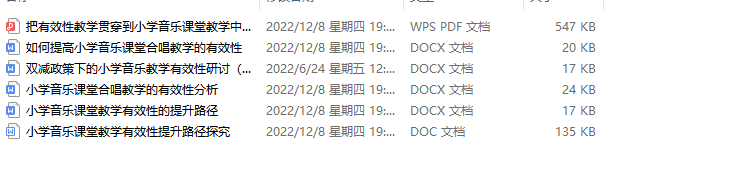 把有效性教学贯穿到小学音乐课堂教学中... 2022/12/8 星期四 19:... WPS PDF 文档 547 KB
如何提高小学音乐课堂合唱教学的有效性 2022/12/8 星期四 19:... DOCX 文档 20 KB
双减政策下的小学音乐教学有效性研讨（... 2022/6/24 星期五 12:... DOCX 文档 17 KB
小学音乐课堂合唱教学的有效性分析 2022/12/8 星期四 19:... DOCX 文档 24 KB
小学音乐课堂教学有效性的提升路径 2022/12/8 星期四 19:... DOCX 文档 17 KB
小学音乐课堂教学有效性提升路径探究 2022/12/8 星期四 19:... DOC 文档 135 KB